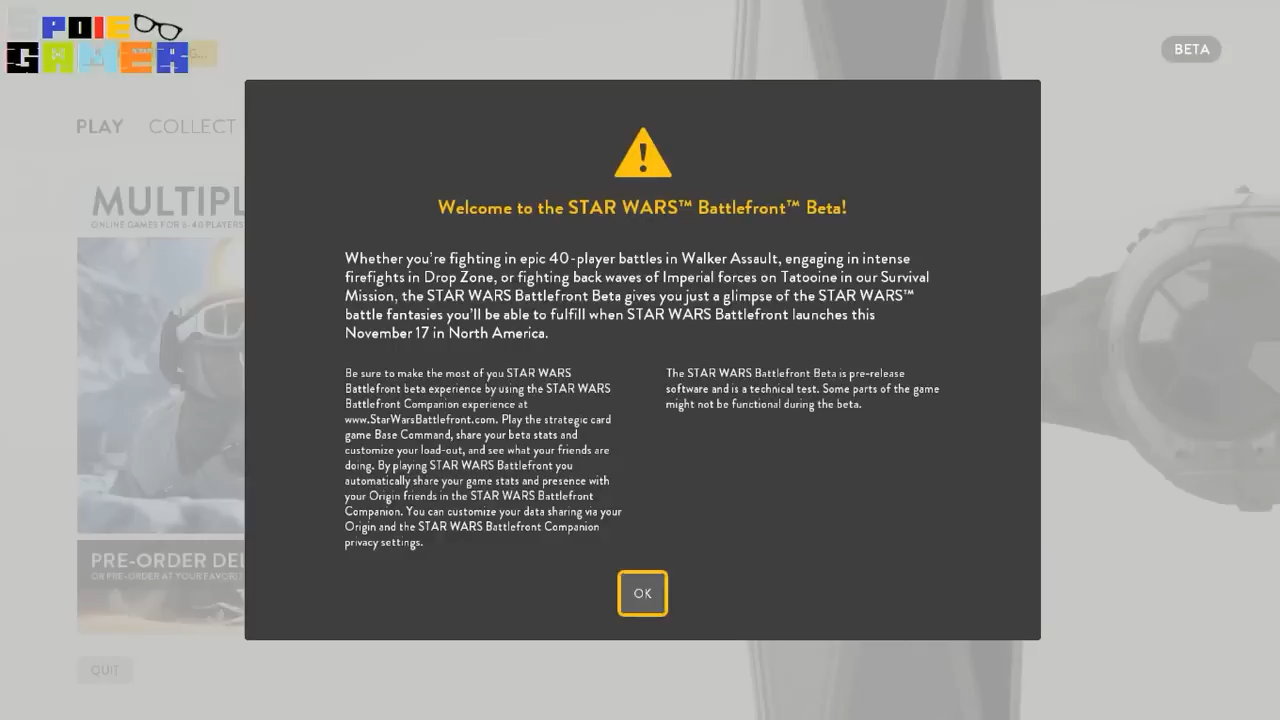 SPOIE
GAMER
BETA
PLAY COLLECT
MULTIPL
ONLINE GAMES FOR 6-40 PLAYERS
Welcome to the STAR WARS™ Battlefront™ Beta!
Whether you're fighting in epic 40-player battles in Walker Assault, engaging in intense
firefights in Drop Zone, or fighting back waves of Imperial forces on Tatooine in our Survival
Mission, the STAR WARS Battlefront Beta gives you just a glimpse of the STAR WARS™
battle fantasies you'll be able to fulfill when STAR WARS Battlefront launches this
November 17 in North America.
Be sure to make the most of you STAR WARS
Battlefront beta experience by using the STAR WARS
Battlefront Companion experience at
www.StarWarsBattlefront.com. Play the strategic card
game Base Command, share your beta stats and
customize your load-out, and see what your friends are
doing. By playing STAR WARS Battlefront you
automatically share your game stats and presence with
your Origin friends in the STAR WARS Battlefront
Companion. You can customize your data sharing via your
Origin and the STAR WARS Battlefront Companion
privacy settings.
The STAR WARS Battlefront Beta is pre-release
software and is a technical test. Some parts of the game
might not be functional during the beta.
PRE-ORDER DEL
OR PRE-ORDER AT YOUR FAVORIT
OK
QUIT